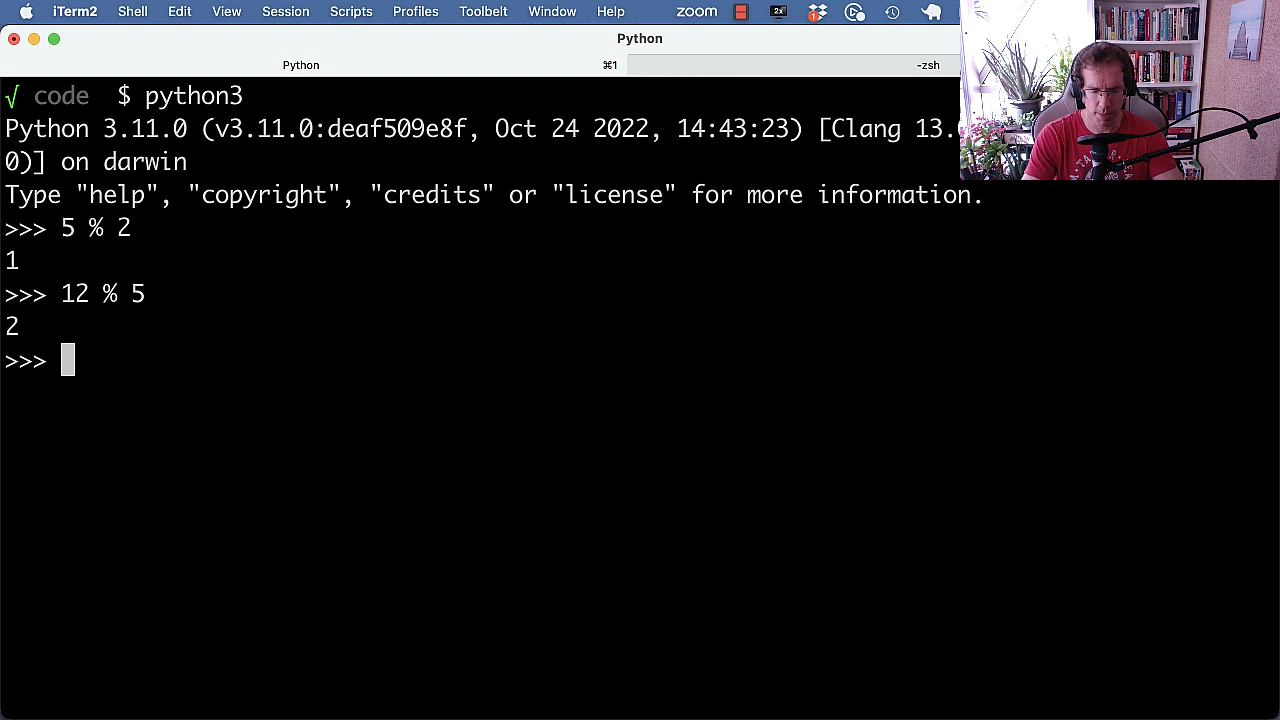 iTerm2 Shell Edit View Session Scripts Profiles Toolbelt Window Help zoom 2x 1
Python
Python ⌘1 -zsh
√ code $ python3
Python 3.11.0 (v3.11.0:deaf509e8f, Oct 24 2022, 14:43:23) [Clang 13.
0)] on darwin
Type "help", "copyright", "credits" or "license" for more information.
>>> 5 % 2
1
>>> 12 % 5
2
>>>